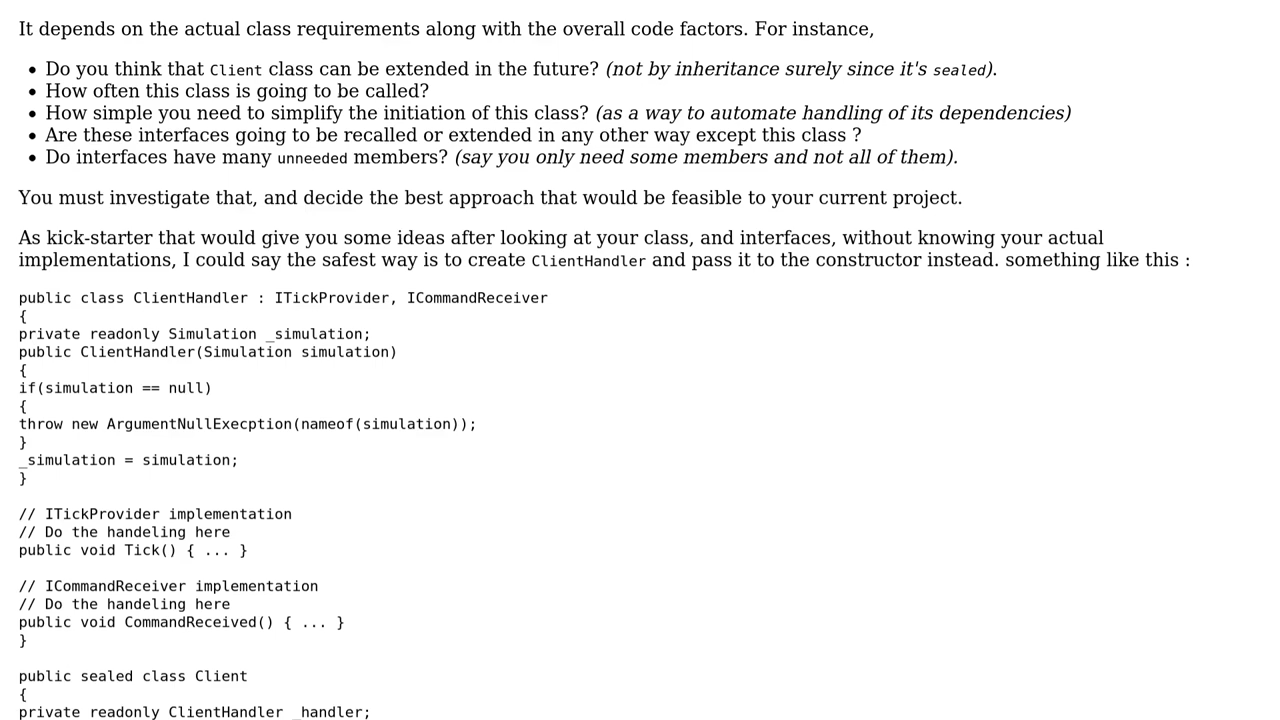 It depends on the actual class requirements along with the overall code factors. For instance,
• Do you think that Client class can be extended in the future? (not by inheritance surely since it's sealed).
• How often this class is going to be called?
• How simple you need to simplify the initiation of this class? (as a way to automate handling of its dependencies)
• Are these interfaces going to be recalled or extended in any other way except this class ?
• Do interfaces have many unneeded members? (say you only need some members and not all of them).
You must investigate that, and decide the best approach that would be feasible to your current project.
As kick-starter that would give you some ideas after looking at your class, and interfaces, without knowing your actual
implementations, I could say the safest way is to create ClientHandler and pass it to the constructor instead. something like this :
public class ClientHandler : ITickProvider, ICommandReceiver
{
private readonly Simulation _simulation;
public ClientHandler(Simulation simulation)
{
if(simulation == null)
{
throw new ArgumentNullExecption(nameof(simulation));
}
_simulation = simulation;
}
// ITickProvider implementation
// Do the handeling here
public void Tick() { ... }
// ICommandReceiver implementation
// Do the handeling here
public void CommandReceived() { ... }
}
public sealed class Client
{
private readonly ClientHandler _handler;